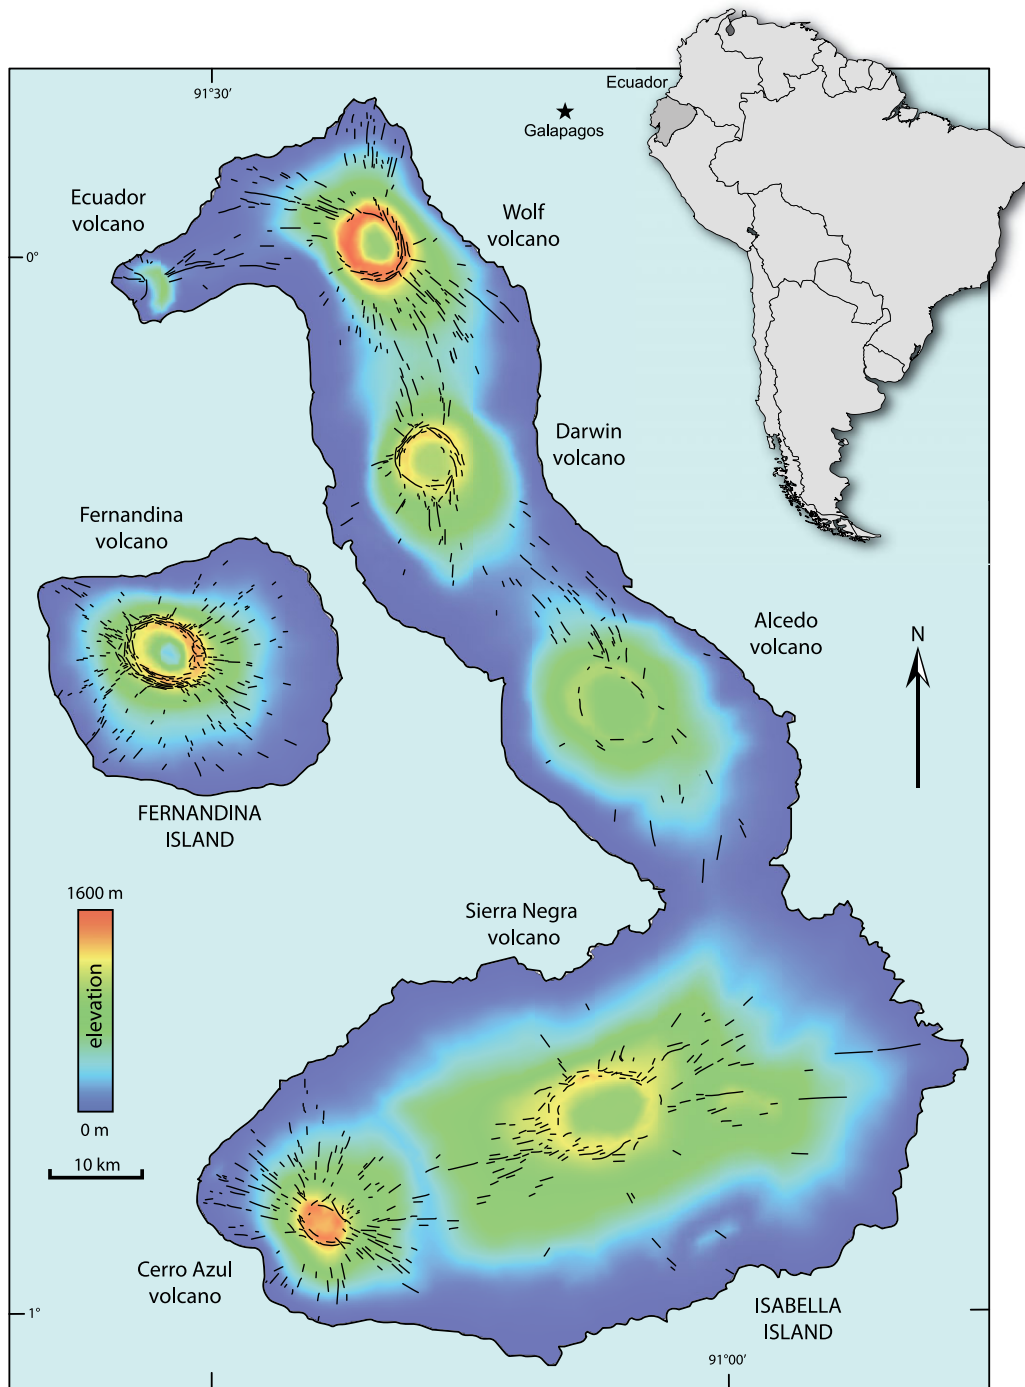 91°30′
Ecuador
Galapagos
Ecuador
volcano
Wolf
volcano
0°
Darwin
volcano
Fernandina
volcano
Alcedo
volcano
N
FERNANDINA
ISLAND
1600 m
elevation
0 m
10 km
Sierra Negra
volcano
Cerro Azul
volcano
ISABELLA
ISLAND
1°
91°00′